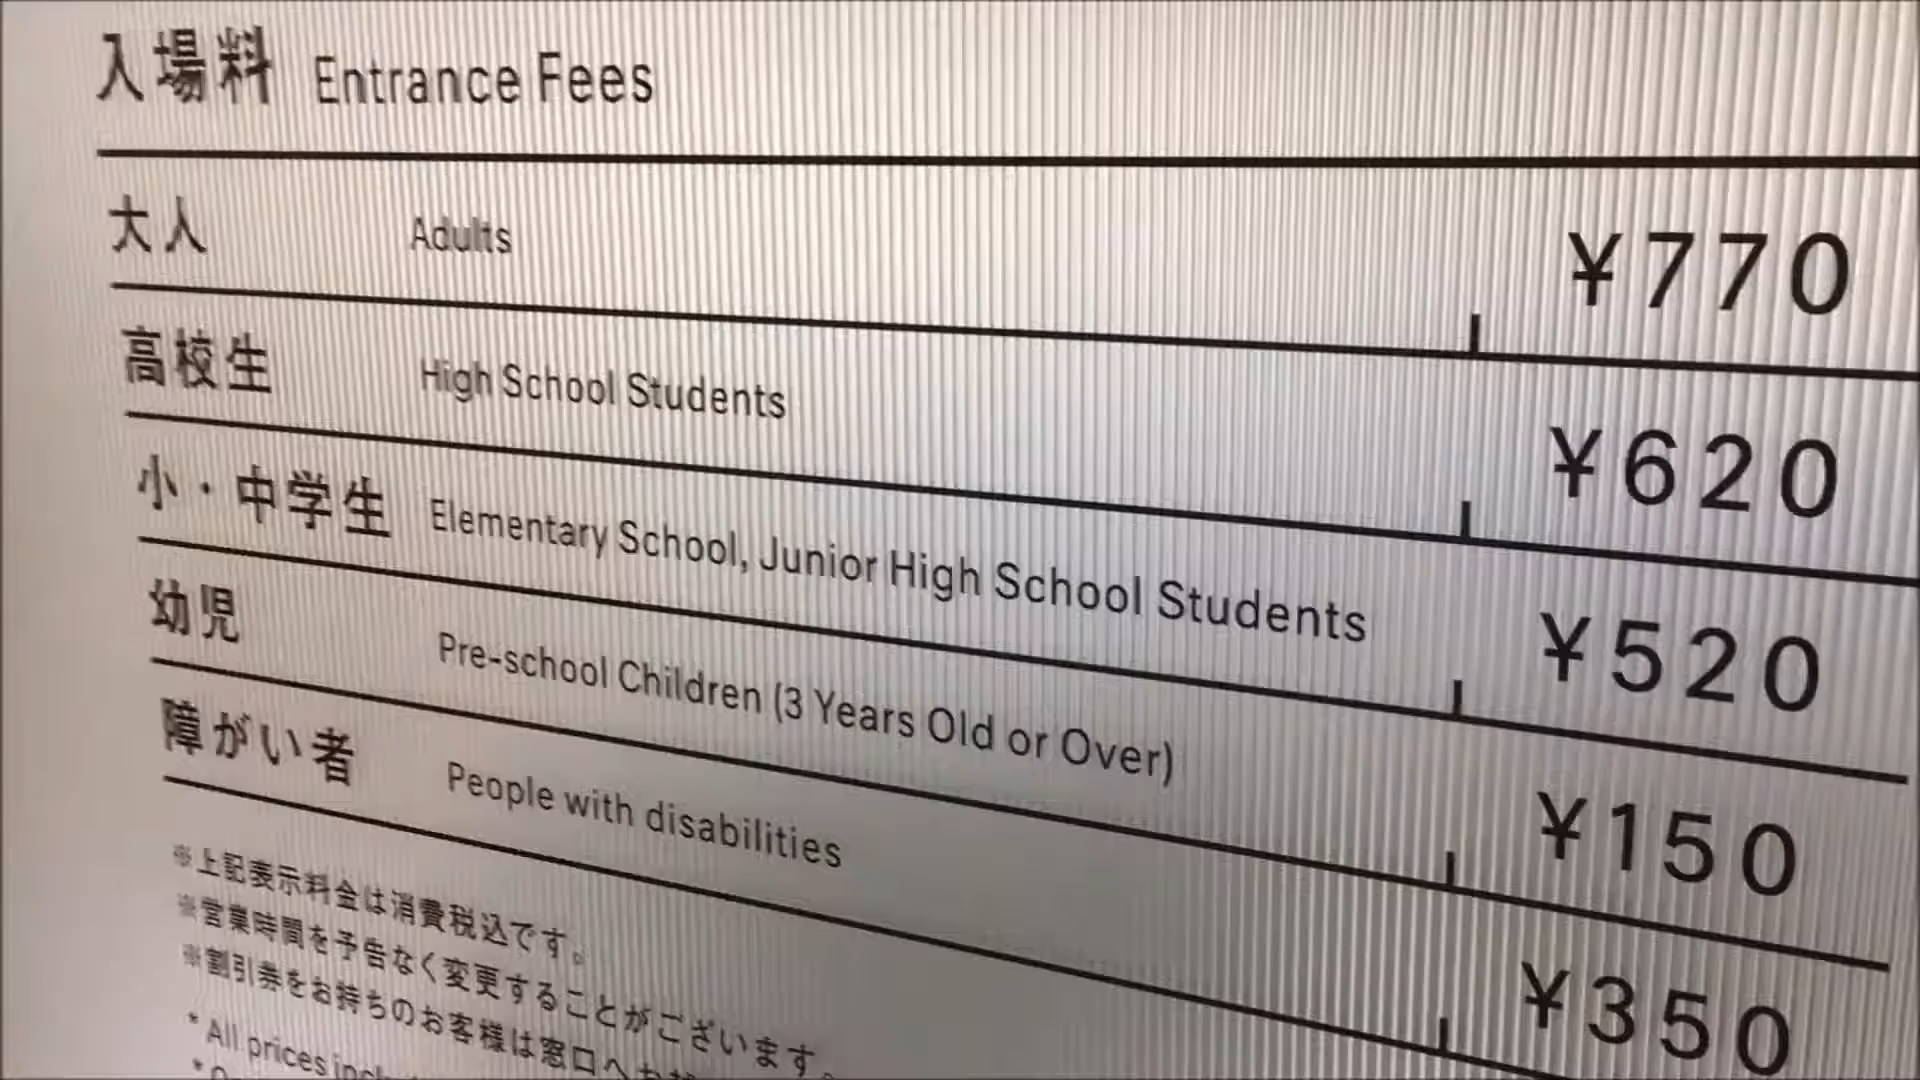 入場料 Entrance Fees
大人 Adults ¥770
高校生 High School Students ¥620
小・中学生 Elementary School, Junior High School Students ¥520
幼児 Pre-school Children (3 Years Old or Over) ¥150
障がい者 People with disabilities ¥350
※上記表示料金は消費税込です。
※営業時間を予告なく変更することがございます。
※割引券をお持ちのお客様は窓口へ
* All prices